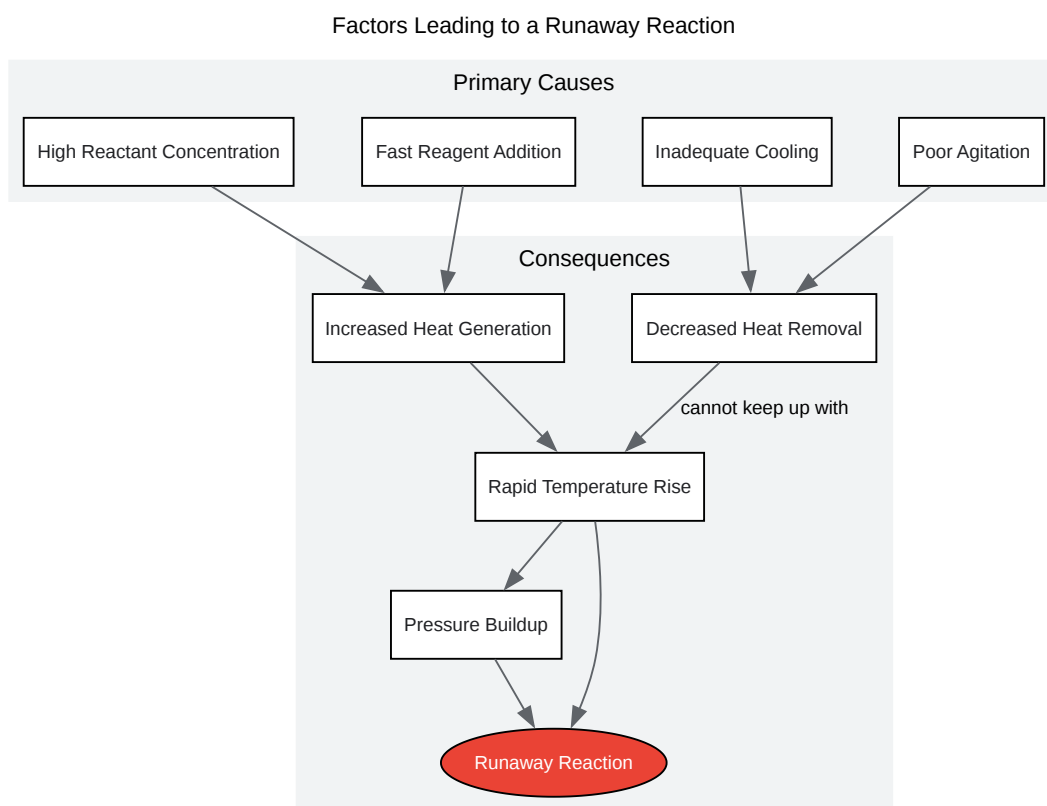 Factors Leading to a Runaway Reaction
Primary Causes
High Reactant Concentration
Fast Reagent Addition
Inadequate Cooling
Poor Agitation
Consequences
Increased Heat Generation
Decreased Heat Removal
cannot keep up with
Rapid Temperature Rise
Pressure Buildup
Runaway Reaction